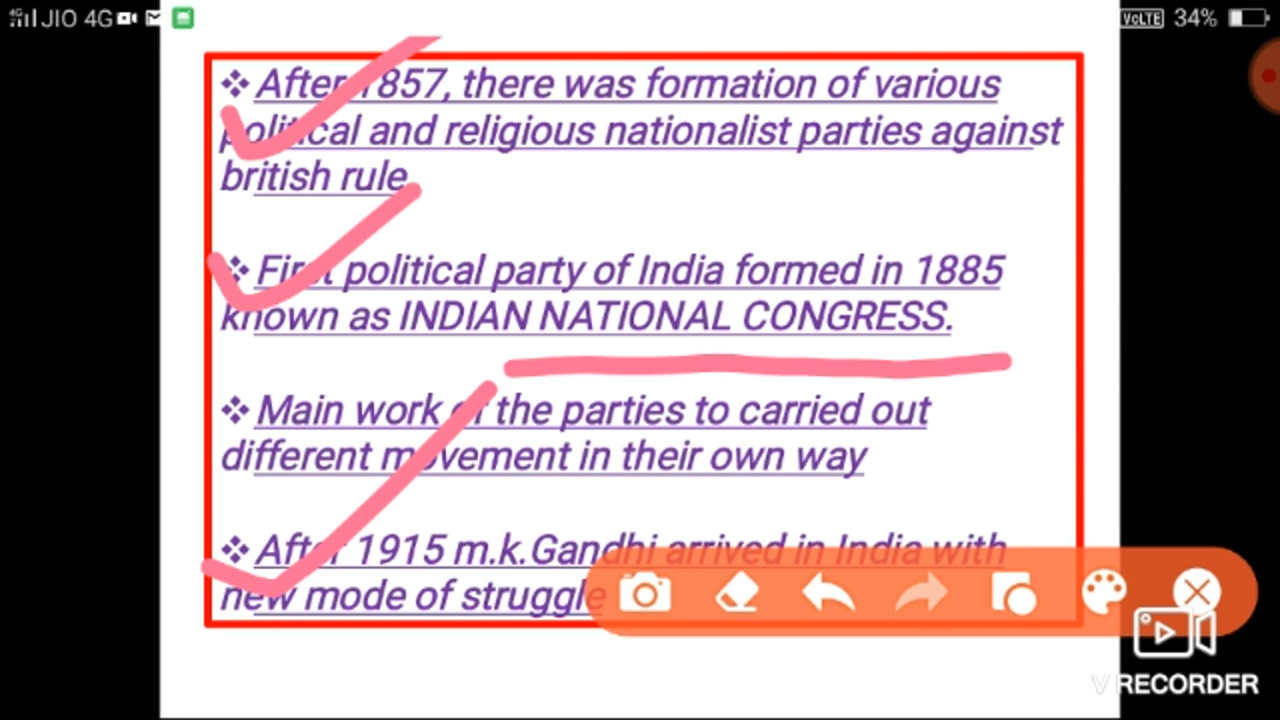 4G JIO 4G VoLTE 34%
❖ After 1857, there was formation of various
political and religious nationalist parties against
british rule
❖ First political party of India formed in 1885
known as INDIAN NATIONAL CONGRESS.
❖ Main work of the parties to carried out
different movement in their own way
❖ After 1915 m.k.Gandhi arrived in India with
new mode of struggle
V RECORDER